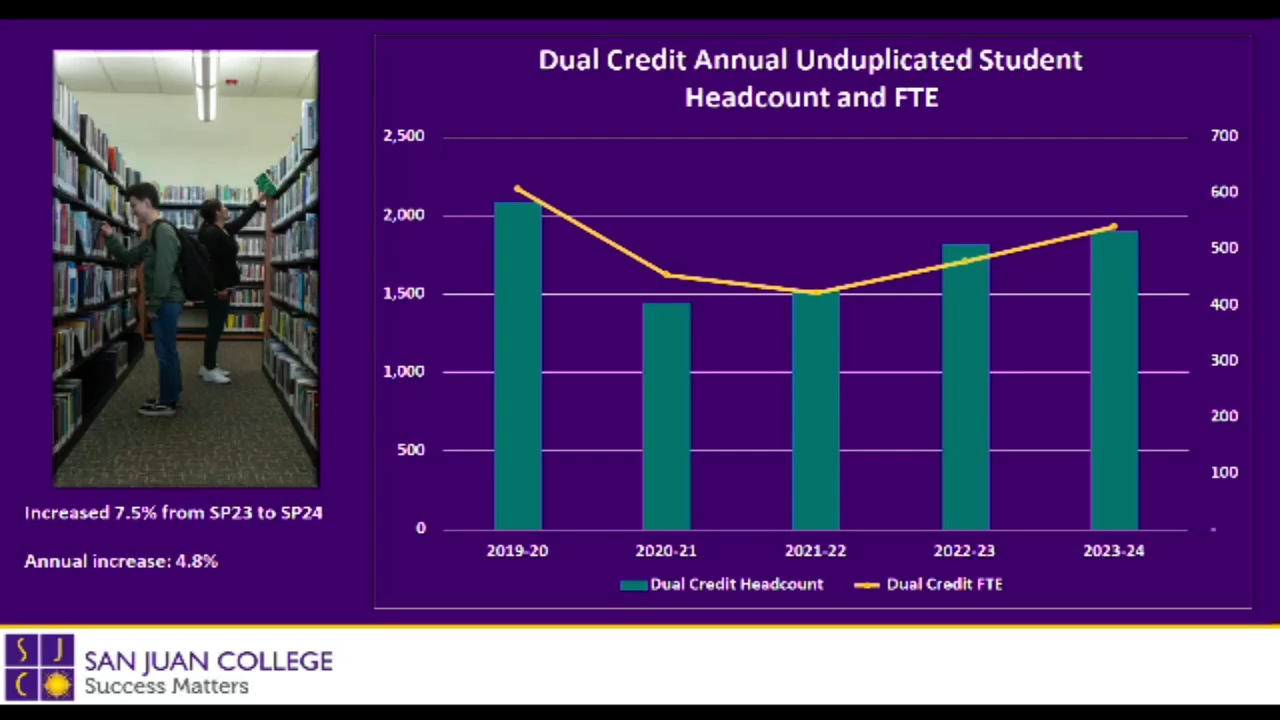 Dual Credit Annual Unduplicated Student
Headcount and FTE
2,500
2,000
1,500
1,000
500
0
700
600
500
400
300
200
100
-
2019-20
2020-21
2021-22
2022-23
2023-24
Dual Credit Headcount
Dual Credit FTE
Increased 7.5% from SP23 to SP24
Annual increase: 4.8%
S J
C
SAN JUAN COLLEGE
Success Matters